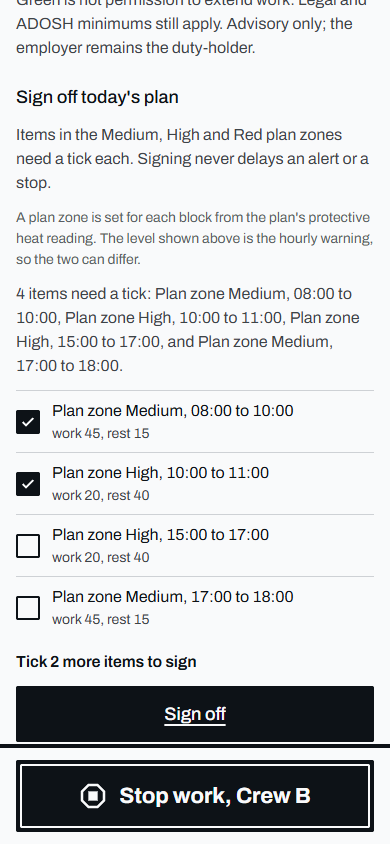 Green is not permission to extend work. Legal and
ADOSH minimums still apply. Advisory only; the
employer remains the duty-holder.
Sign off today's plan
Items in the Medium, High and Red plan zones
need a tick each. Signing never delays an alert or a
stop.
A plan zone is set for each block from the plan's protective
heat reading. The level shown above is the hourly warning,
so the two can differ.
4 items need a tick: Plan zone Medium, 08:00 to
10:00, Plan zone High, 10:00 to 11:00, Plan zone
High, 15:00 to 17:00, and Plan zone Medium,
17:00 to 18:00.
Plan zone Medium, 08:00 to 10:00
work 45, rest 15
Plan zone High, 10:00 to 11:00
work 20, rest 40
Plan zone High, 15:00 to 17:00
work 20, rest 40
Plan zone Medium, 17:00 to 18:00
work 45, rest 15
Tick 2 more items to sign
Sign off
Stop work, Crew B